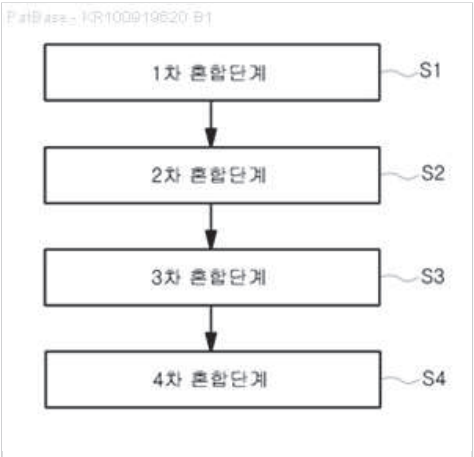 PatBase - KR100919620 B1
1차 혼합단계 S1
2차 혼합단계 S2
3차 혼합단계 S3
4차 혼합단계 S4